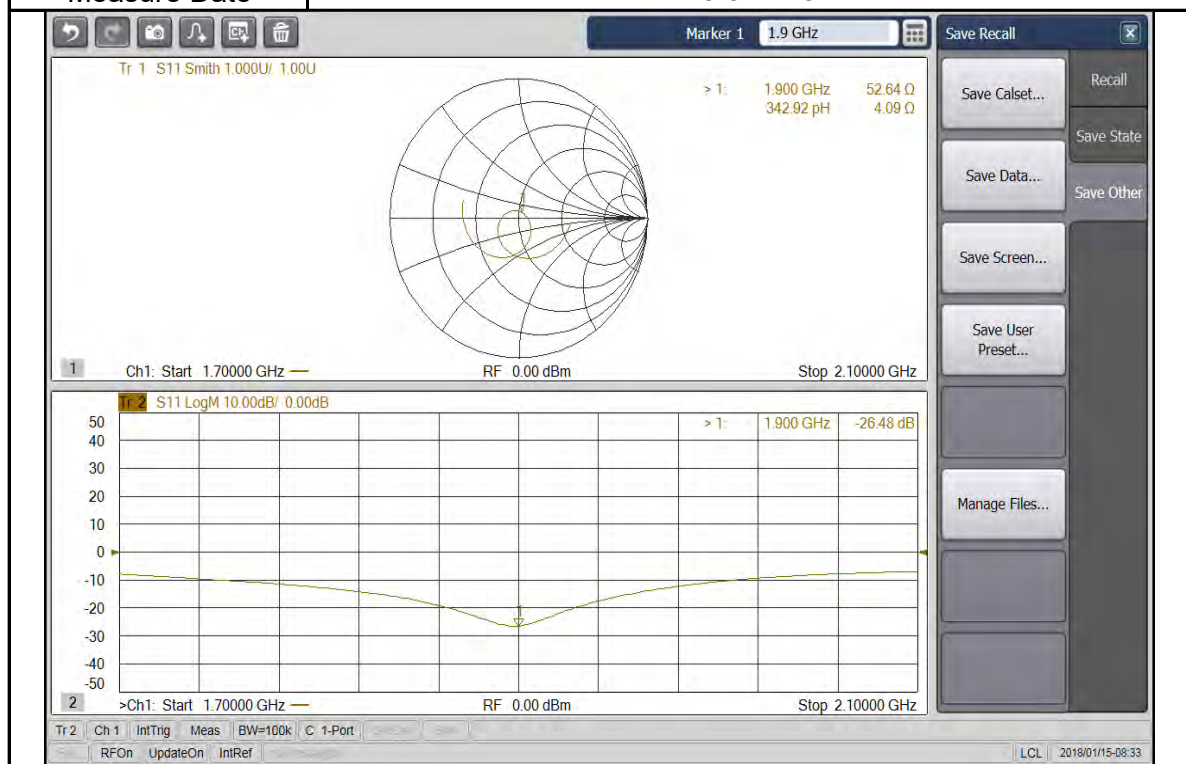 Measure Date
Marker 1 1.9 GHz
Save Recall
Tr 1 S11 Smith 1.000U/ 1.00U
> 1: 1.900 GHz 52.64 Ω
342.92 pH 4.09 Ω
1
1 Ch1: Start 1.70000 GHz — RF 0.00 dBm Stop 2.10000 GHz
Tr 2 S11 LogM 10.00dB/ 0.00dB
> 1: 1.900 GHz -26.48 dB
50
40
30
20
10
0
-10
-20
-30
-40
-50
1
2 >Ch1: Start 1.70000 GHz — RF 0.00 dBm Stop 2.10000 GHz
Save Calset...
Save Data...
Save Screen...
Save User
Preset...
Manage Files...
Recall
Save State
Save Other
Tr 2 Ch 1 IntTrig Meas BW=100k C 1-Port
RFOn UpdateOn IntRef LCL 2018/01/15-08:33